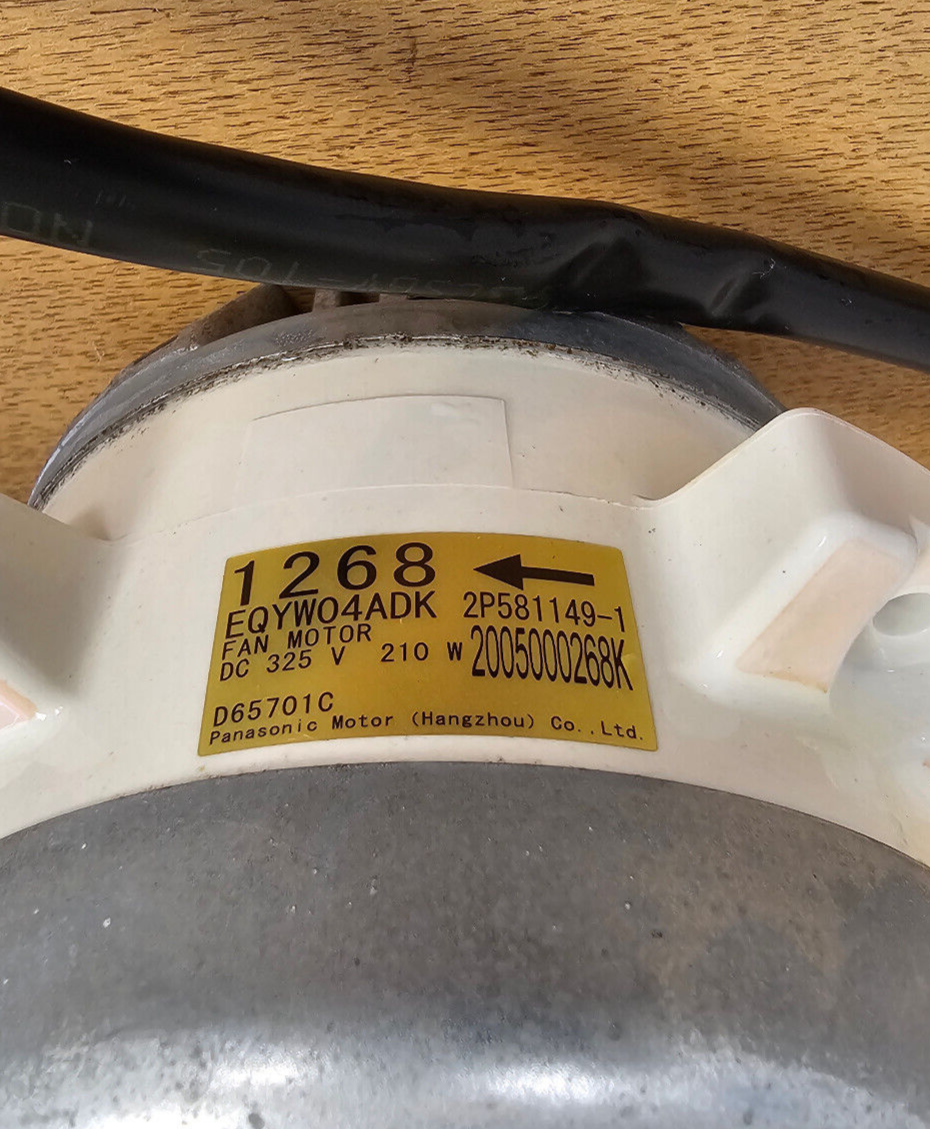 1268
EQYW04ADK 2P581149-1
FAN MOTOR
DC 325 V 210 W 2005000268K
D65701C
Panasonic Motor (Hangzhou) Co.,Ltd.